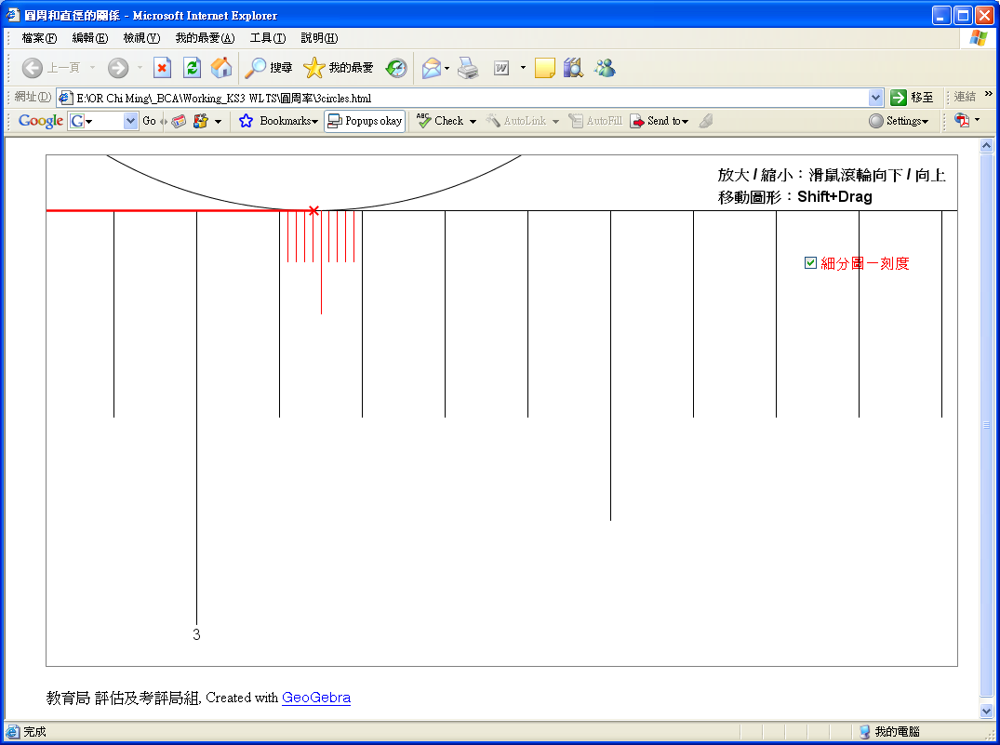 圓周和直徑的關係 - Microsoft Internet Explorer
檔案(F) 編輯(E) 檢視(V) 我的最愛(A) 工具(T) 說明(H)
上一頁 搜尋 我的最愛
網址(D) E:\OR Chi Ming\_BCA\Working_KS3 WLTS\圓周率\3circles.html 移至 連結 »
Google G Go Bookmarks Popups okay ABC Check AutoLink AutoFill Send to Settings
放大 / 縮小：滑鼠滾輪向下 / 向上
移動圖形：Shift+Drag
細分圖一刻度
3
教育局 評估及考評局組, Created with GeoGebra
完成 我的電腦